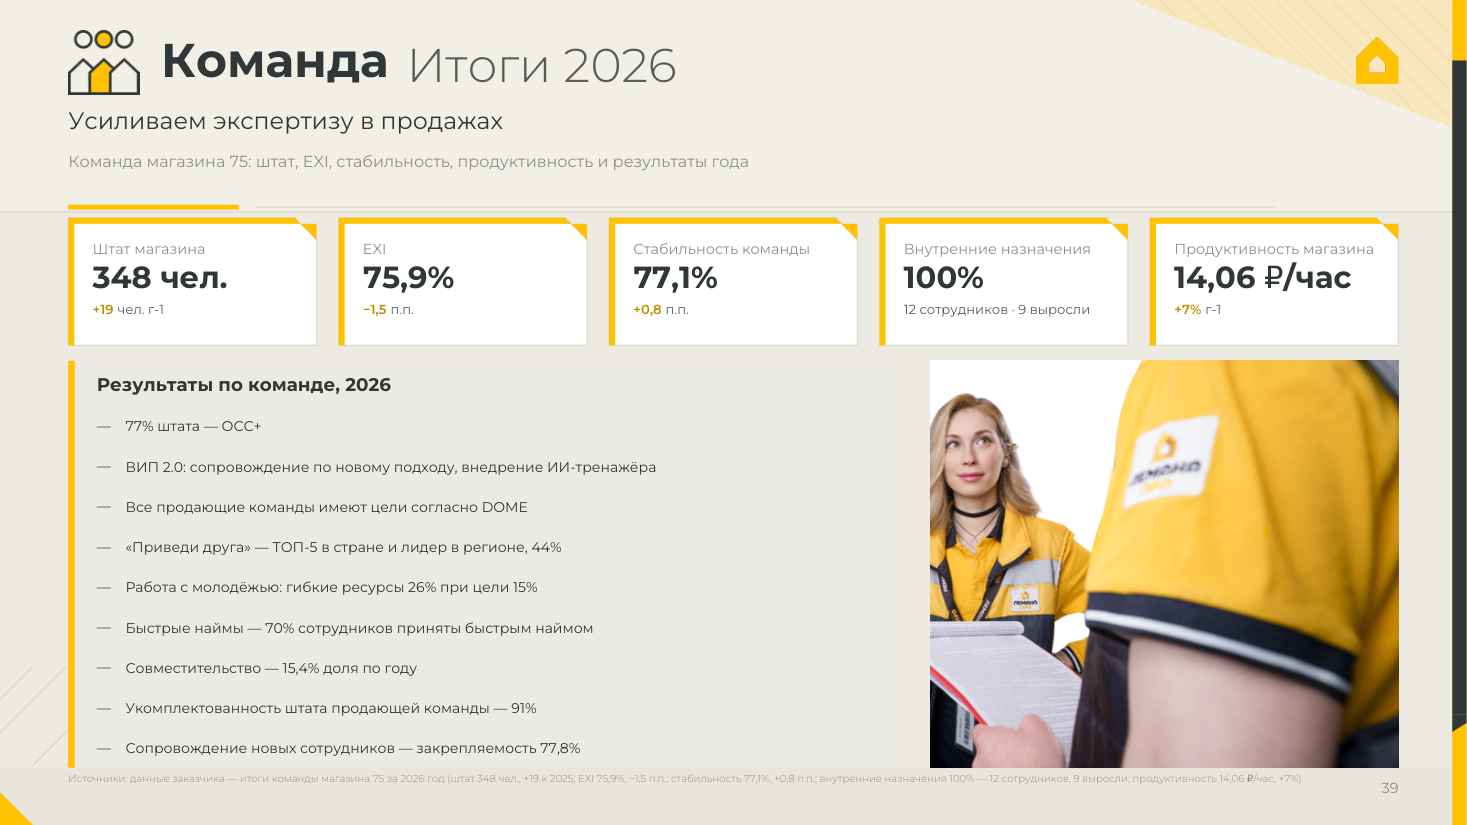 Команда Итоги 2026
Усиливаем экспертизу в продажах
Команда магазина 75: штат, EXI, стабильность, продуктивность и результаты года
Штат магазина
348 чел.
+19 чел. г-1
EXI
75,9%
−1,5 п.п.
Стабильность команды
77,1%
+0,8 п.п.
Внутренние назначения
100%
12 сотрудников · 9 выросли
Продуктивность магазина
14,06 ₽/час
+7% г-1
Результаты по команде, 2026
— 77% штата — ОСС+
— ВИП 2.0: сопровождение по новому подходу, внедрение ИИ-тренажёра
— Все продающие команды имеют цели согласно DOME
— «Приведи друга» — ТОП-5 в стране и лидер в регионе, 44%
— Работа с молодёжью: гибкие ресурсы 26% при цели 15%
— Быстрые наймы — 70% сотрудников приняты быстрым наймом
— Совместительство — 15,4% доля по году
— Укомплектованность штата продающей команды — 91%
— Сопровождение новых сотрудников — закрепляемость 77,8%
ЛЕМАНА
ПРО
ЛЕМАНА
Источники: данные заказчика — итоги команды магазина 75 за 2026 год (штат 348 чел., +19 к 2025; EXI 75,9%, −1,5 п.п.; стабильность 77,1%, +0,8 п.п.; внутренние назначения 100% — 12 сотрудников, 9 выросли; продуктивность 14,06 ₽/час, +7%).
39